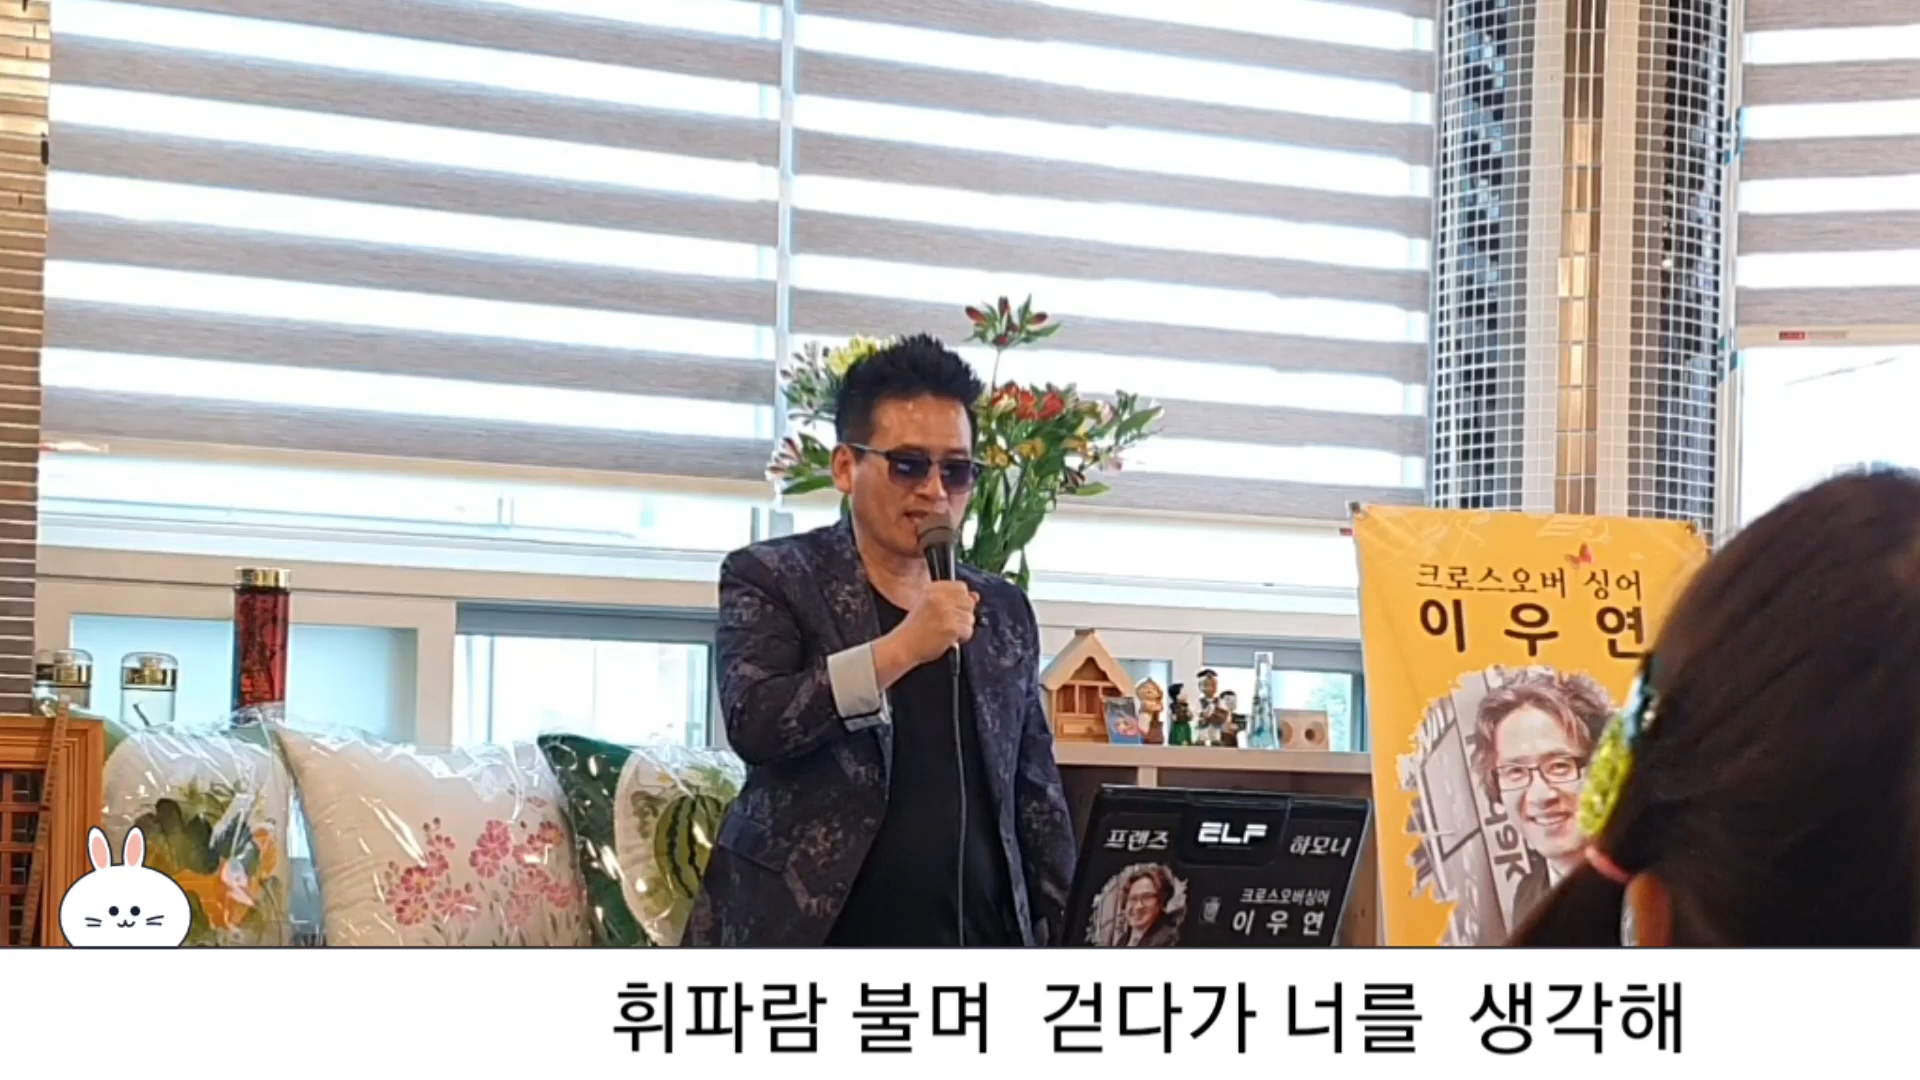 크로스오버 싱어
이 우 연
프렌즈 ELF 하모니
크로스오버싱어
이 우 연
휘파람 불며 걷다가 너를 생각해